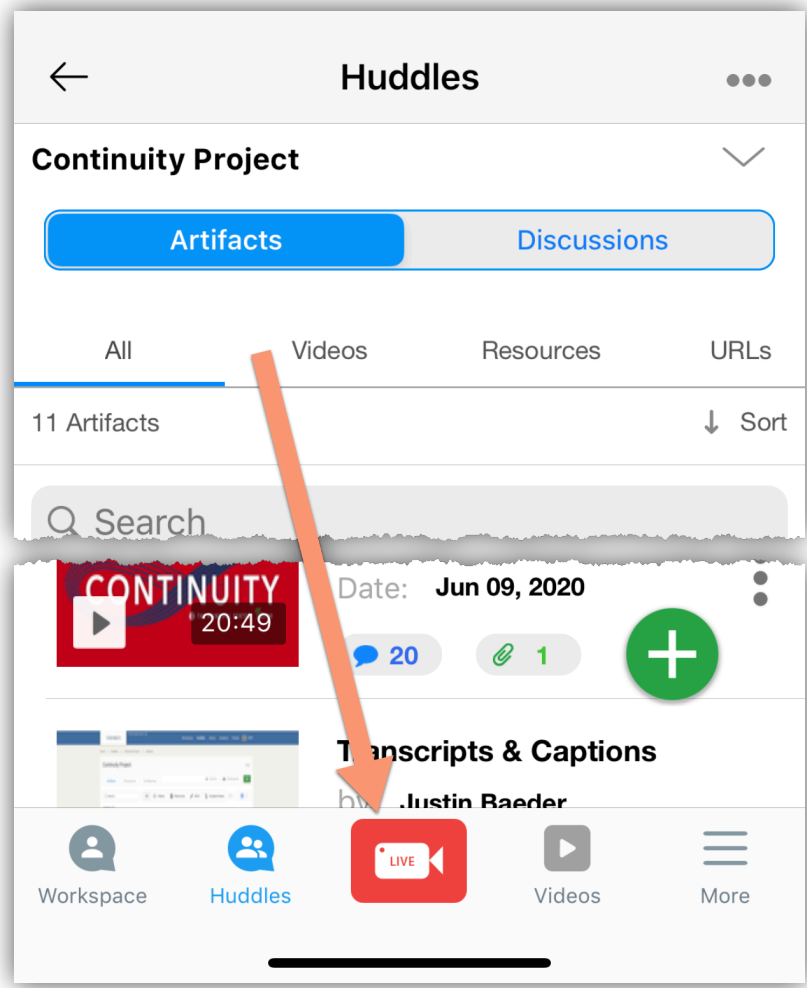 Huddles
Continuity Project
Artifacts Discussions
All Videos Resources URLs
11 Artifacts Sort
Search
CONTINUITY
20:49
Date: Jun 09, 2020
20 1
Transcripts & Captions
by Justin Baeder
LIVE
Workspace Huddles Videos More